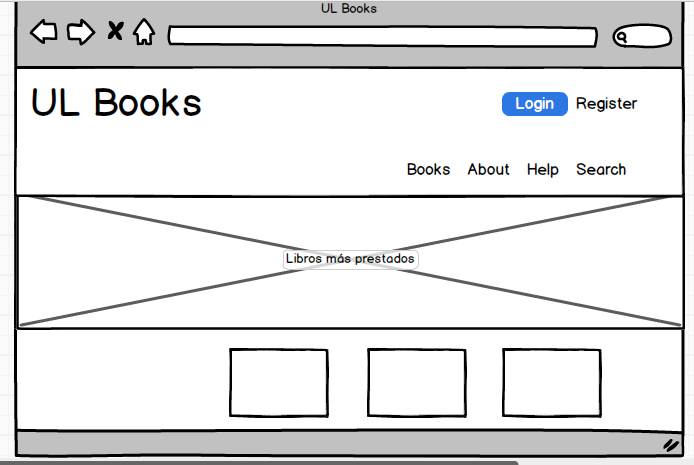 UL Books
UL Books
Login Register
Books About Help Search
Libros más prestados